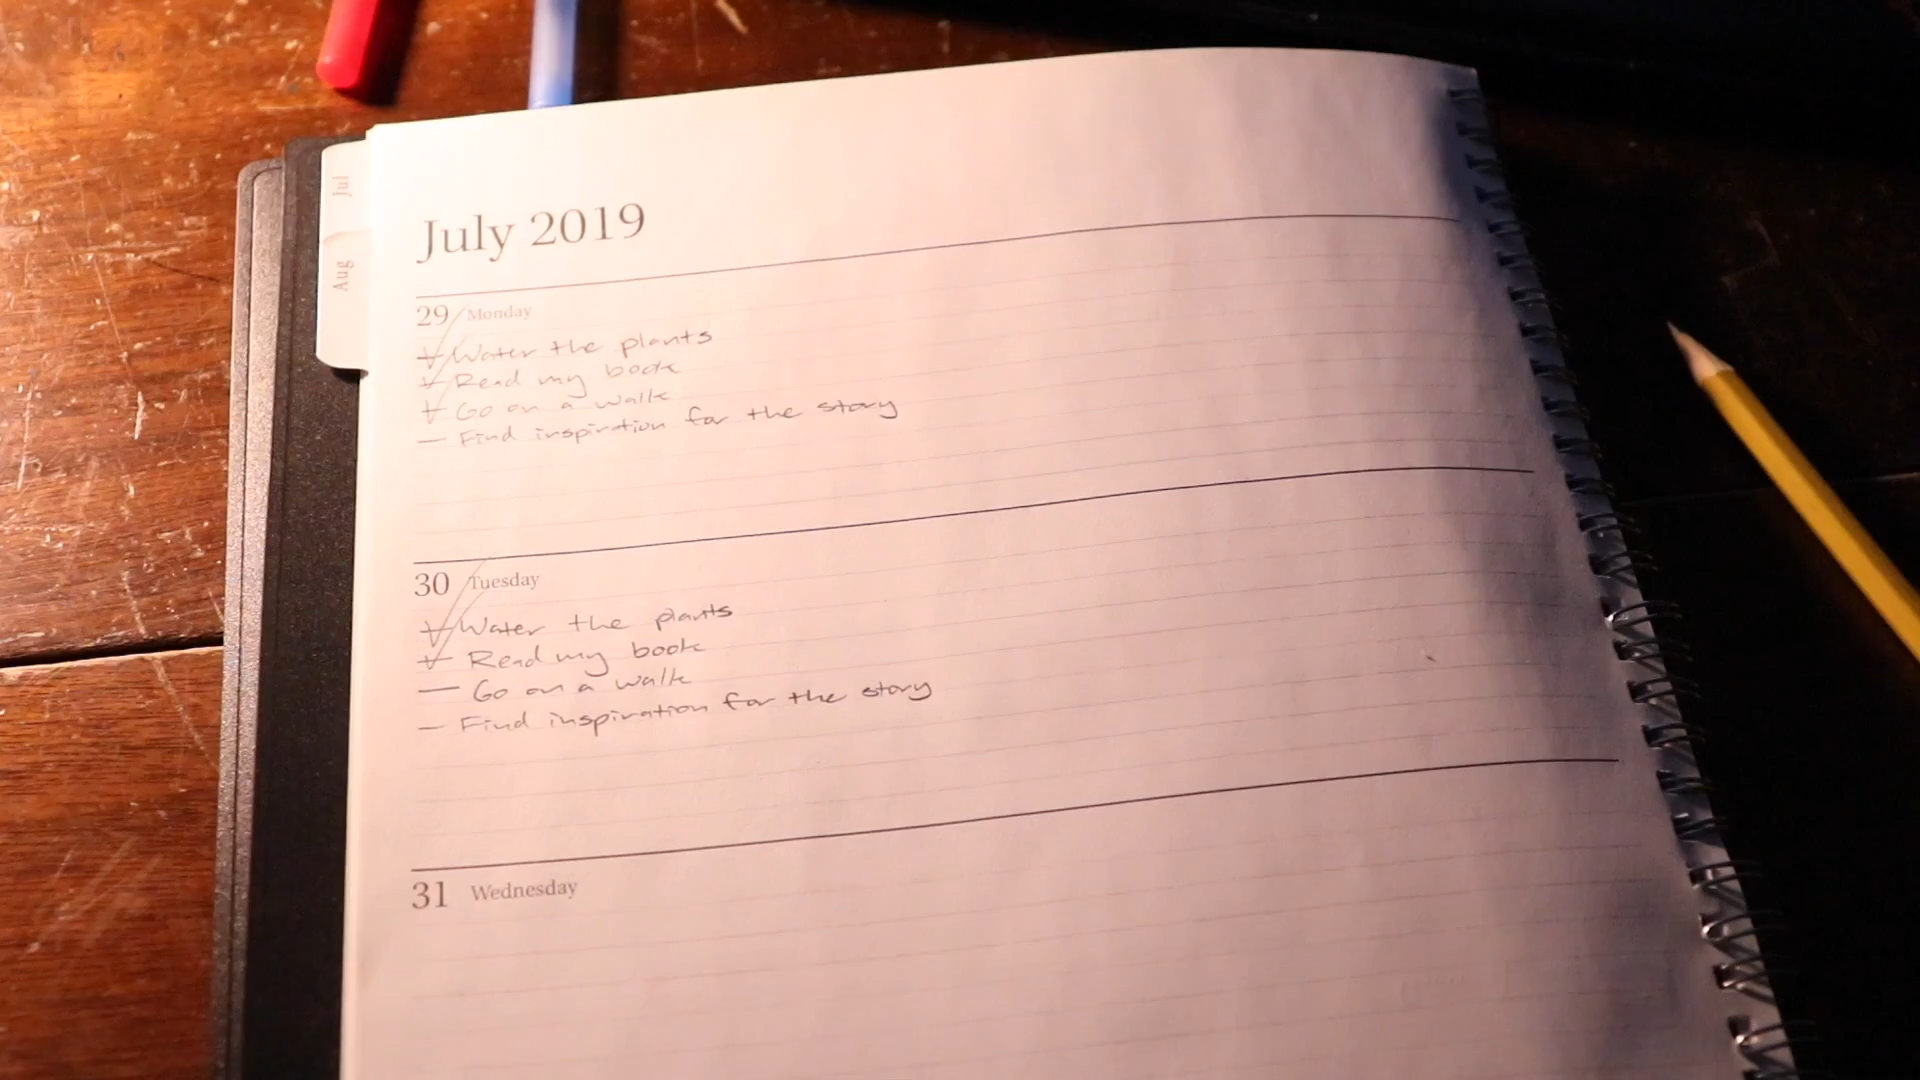 Jul
Aug
July 2019
29 Monday
Water the plants
Read my book
Go on a walk
— Find inspiration for the story
30 Tuesday
Water the plants
Read my book
— Go on a walk
— Find inspiration for the story
31 Wednesday